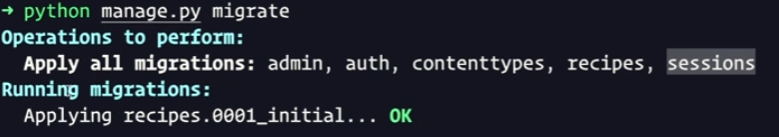 → python manage.py migrate
Operations to perform:
Apply all migrations: admin, auth, contenttypes, recipes, sessions
Running migrations:
Applying recipes.0001_initial... OK